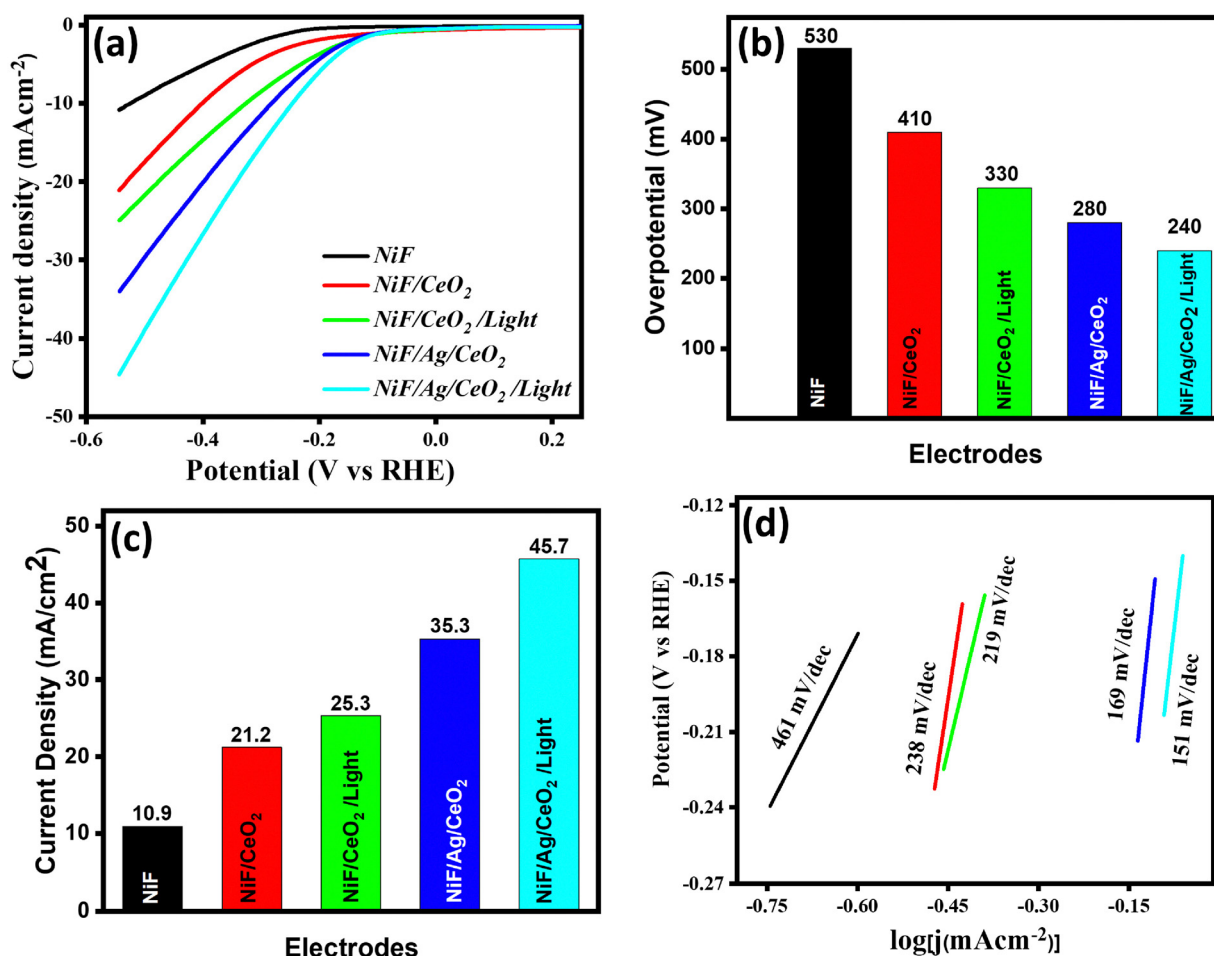 (a)
0
-10
-20
-30
-40
-50
Current density (mAcm⁻²)
-0.6
-0.4
-0.2
0.0
0.2
Potential (V vs RHE)
NiF
NiF/CeO₂
NiF/CeO₂ /Light
NiF/Ag/CeO₂
NiF/Ag/CeO₂ /Light
(b)
500
400
300
200
100
Overpotential (mV)
530
410
330
280
240
NiF
NiF/CeO₂
NiF/CeO₂ /Light
NiF/Ag/CeO₂
NiF/Ag/CeO₂ /Light
Electrodes
(c)
50
40
30
20
10
0
Current Density (mA/cm²)
10.9
21.2
25.3
35.3
45.7
NiF
NiF/CeO₂
NiF/CeO₂ /Light
NiF/Ag/CeO₂
NiF/Ag/CeO₂ /Light
Electrodes
(d)
-0.12
-0.15
-0.18
-0.21
-0.24
-0.27
Potential (V vs RHE)
461 mV/dec
238 mV/dec
219 mV/dec
169 mV/dec
151 mV/dec
-0.75
-0.60
-0.45
-0.30
-0.15
log[j(mAcm⁻²)]